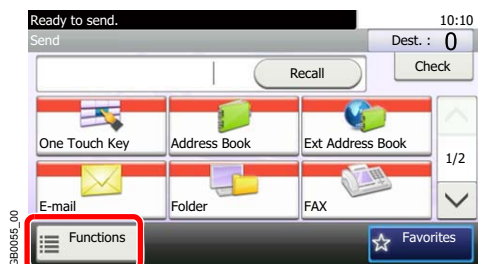 Ready to send. 10:10
Send Dest. : 0
Recall Check
One Touch Key Address Book Ext Address Book
1/2
E-mail Folder FAX
Functions Favorites
GB0055_00